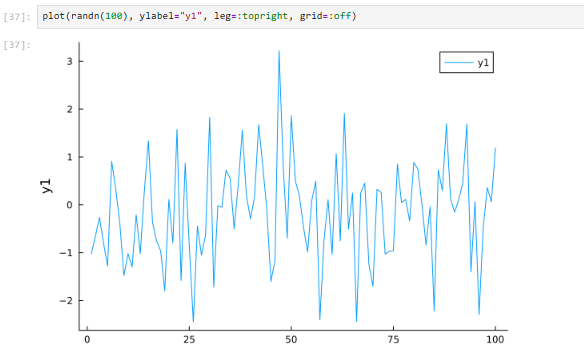 [37]: plot(randn(100), ylabel="y1", leg=:topright, grid=:off)
[37]:
y1
3
2
1
0
−1
−2
y1
0 25 50 75 100